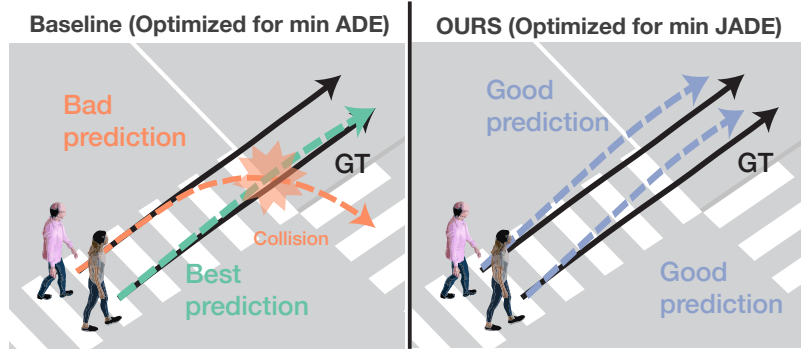 Baseline (Optimized for min ADE)
Bad
prediction
GT
Collision
Best
prediction
OURS (Optimized for min JADE)
Good
prediction
GT
Good
prediction